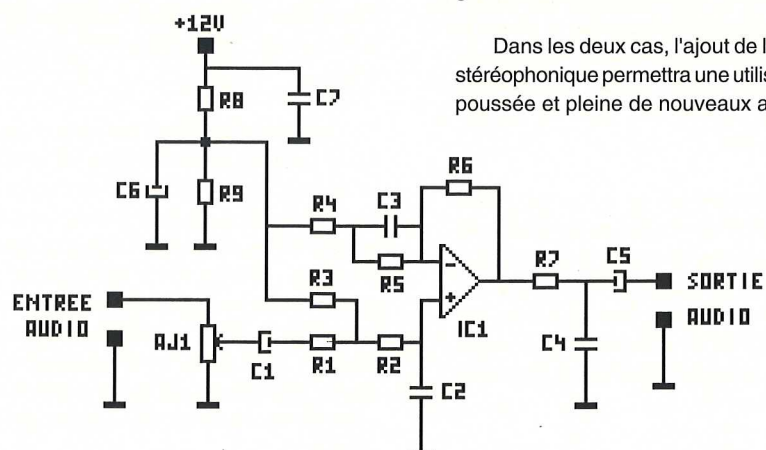 Dans les deux cas, l'ajout de l
stéréophonique permettra une utilis
poussée et pleine de nouveaux a
+12V
R8
C7
C6
R9
R6
R4
C3
R5
R7
C5
SORTIE
AUDIO
R3
IC1
ENTREE
AUDIO
AJ1
C1
R1
R2
C2
C4